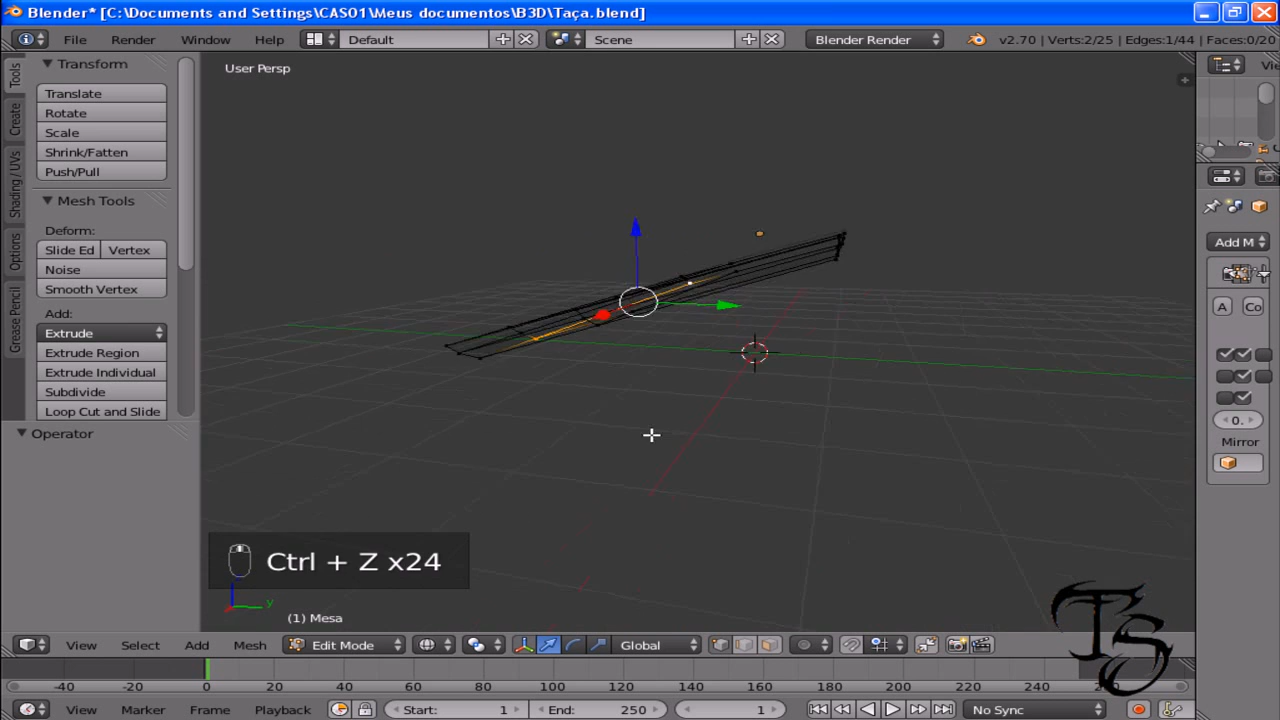 Blender* [C:\Documents and Settings\CAS01\Meus documentos\B3D\Taça.blend]
File Render Window Help Default Scene Blender Render v2.70 | Verts:2/25 | Edges:1/44 | Faces:0/20
Tools
Create
Shading / UVs
Options
Grease Pencil
Transform
Translate
Rotate
Scale
Shrink/Fatten
Push/Pull
Mesh Tools
Deform:
Slide Ed Vertex
Noise
Smooth Vertex
Add:
Extrude
Extrude Region
Extrude Individual
Subdivide
Loop Cut and Slide
Operator
User Persp
Ctrl + Z x24
y
(1) Mesa
Vie
Add M
A Co
0.
Mirror
View Select Add Mesh Edit Mode Global
-40 -20 0 20 40 60 80 100 120 140 160 180 200 220
View Marker Frame Playback Start: 1 End: 250 1 No Sync
TS